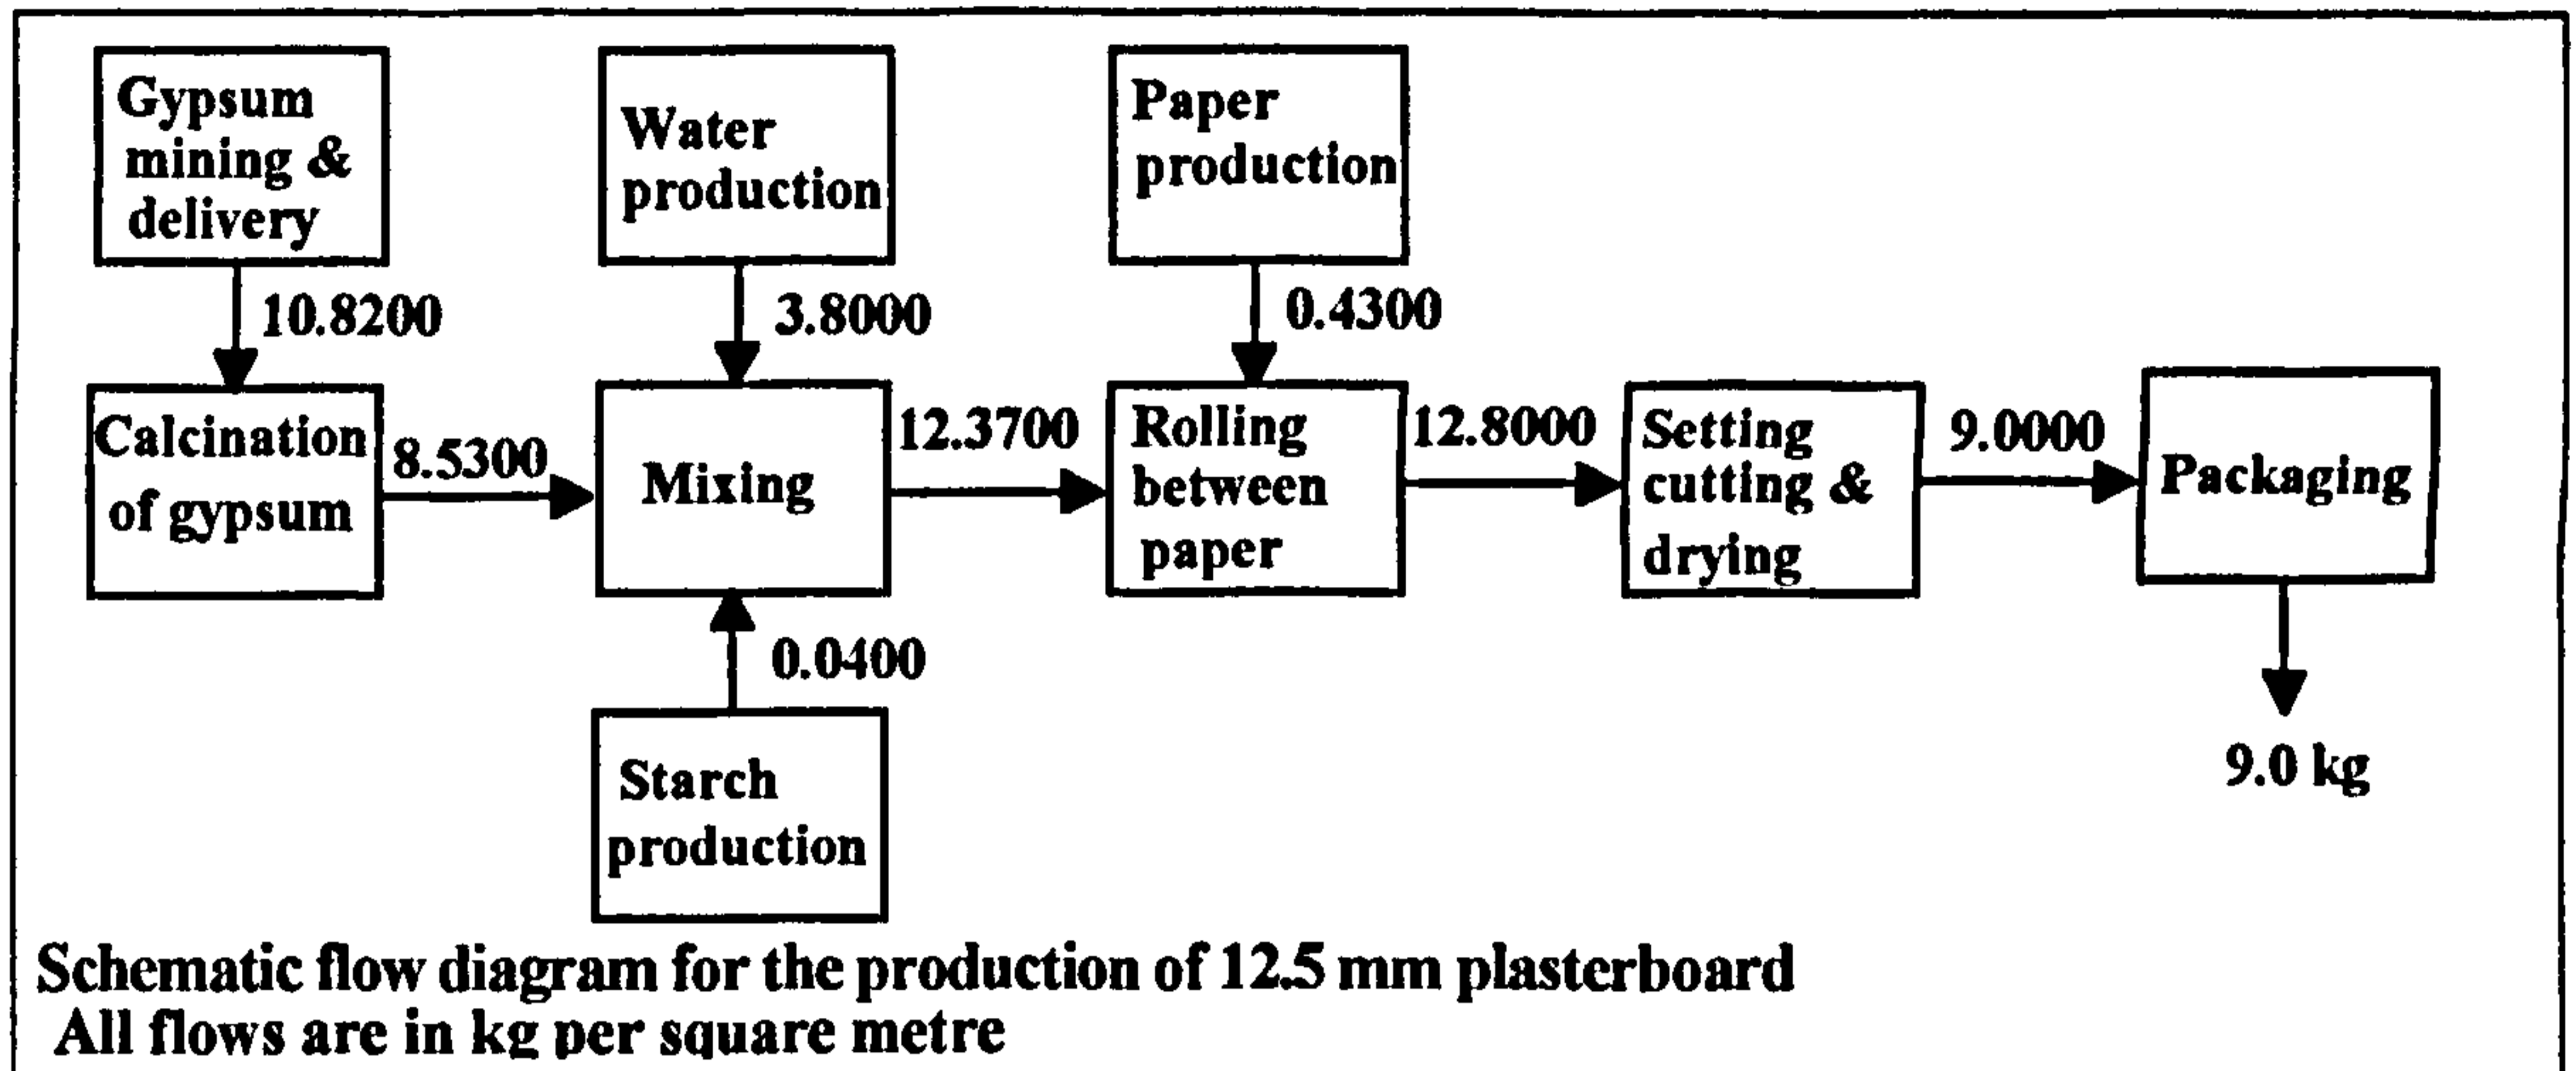 Gypsum
mining &
delivery
Water
production
Paper
production
10.8200
3.8000
0.4300
Calcination
of gypsum
8.5300
Mixing
12.3700
Rolling
between
paper
12.8000
Setting
cutting &
drying
9.0000
Packaging
0.0400
9.0 kg
Starch
production
Schematic flow diagram for the production of 12.5 mm plasterboard
All flows are in kg per square metre